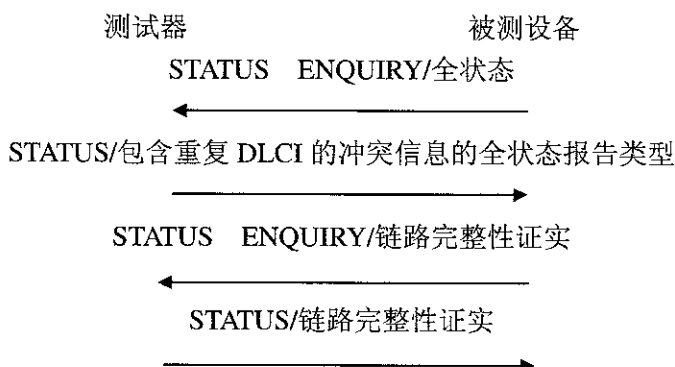 测试器 被测设备
STATUS ENQUIRY/全状态
STATUS/包含重复 DLCI 的冲突信息的全状态报告类型
STATUS ENQUIRY/链路完整性证实
STATUS/链路完整性证实